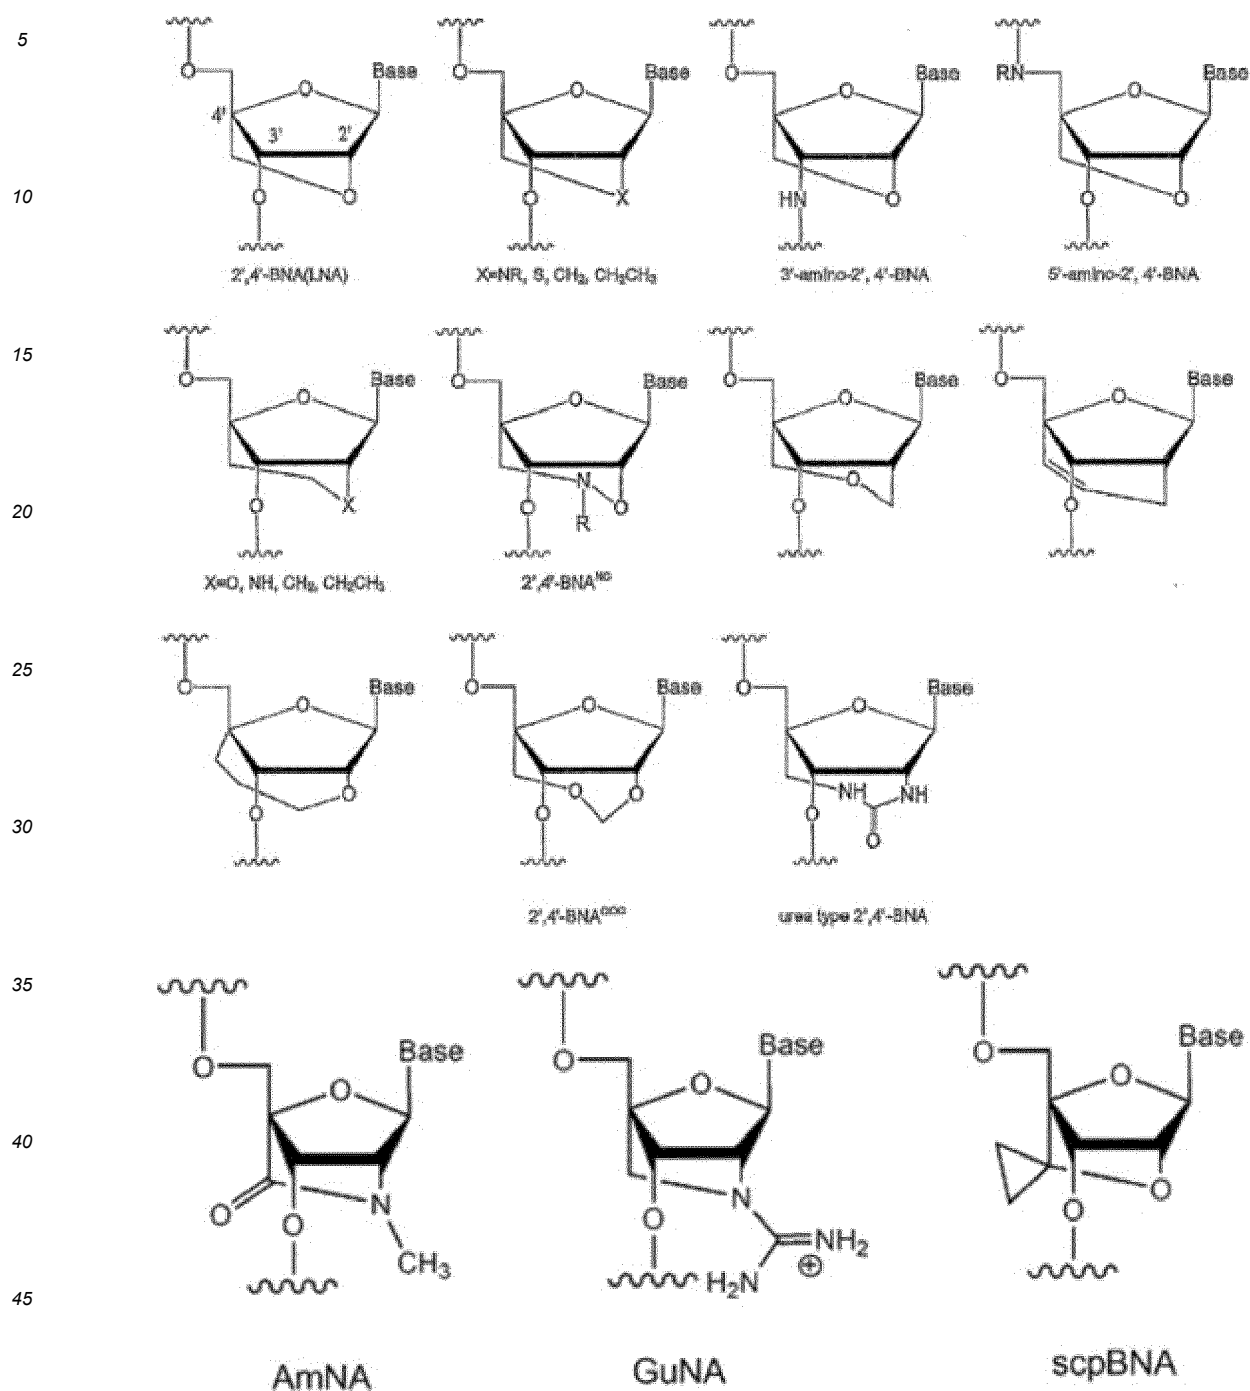 5
O Base O Base O Base RN Base
O O O O
4' 3' 2'
10
O O O X HN O O O
2',4'-BNA(LNA) X=NR, S, CH₂, CH₂CH₃ 3'-amino-2', 4'-BNA 5'-amino-2', 4'-BNA
15
O Base O Base O Base O Base
O O O O
N O
20
O X O R O O O
X=O, NH, CH₂, CH₂CH₃ 2',4'-BNAᴺᶜ
25
O Base O Base O Base
O O O
O O O NH NH
O O O O
30
2',4'-BNAᶜᴼᶜ urea type 2',4'-BNA
35
O Base O Base O Base
O O O
40
O O N O N O O
CH₃ H₂N NH₂ ⊕
45
AmNA GuNA scpBNA